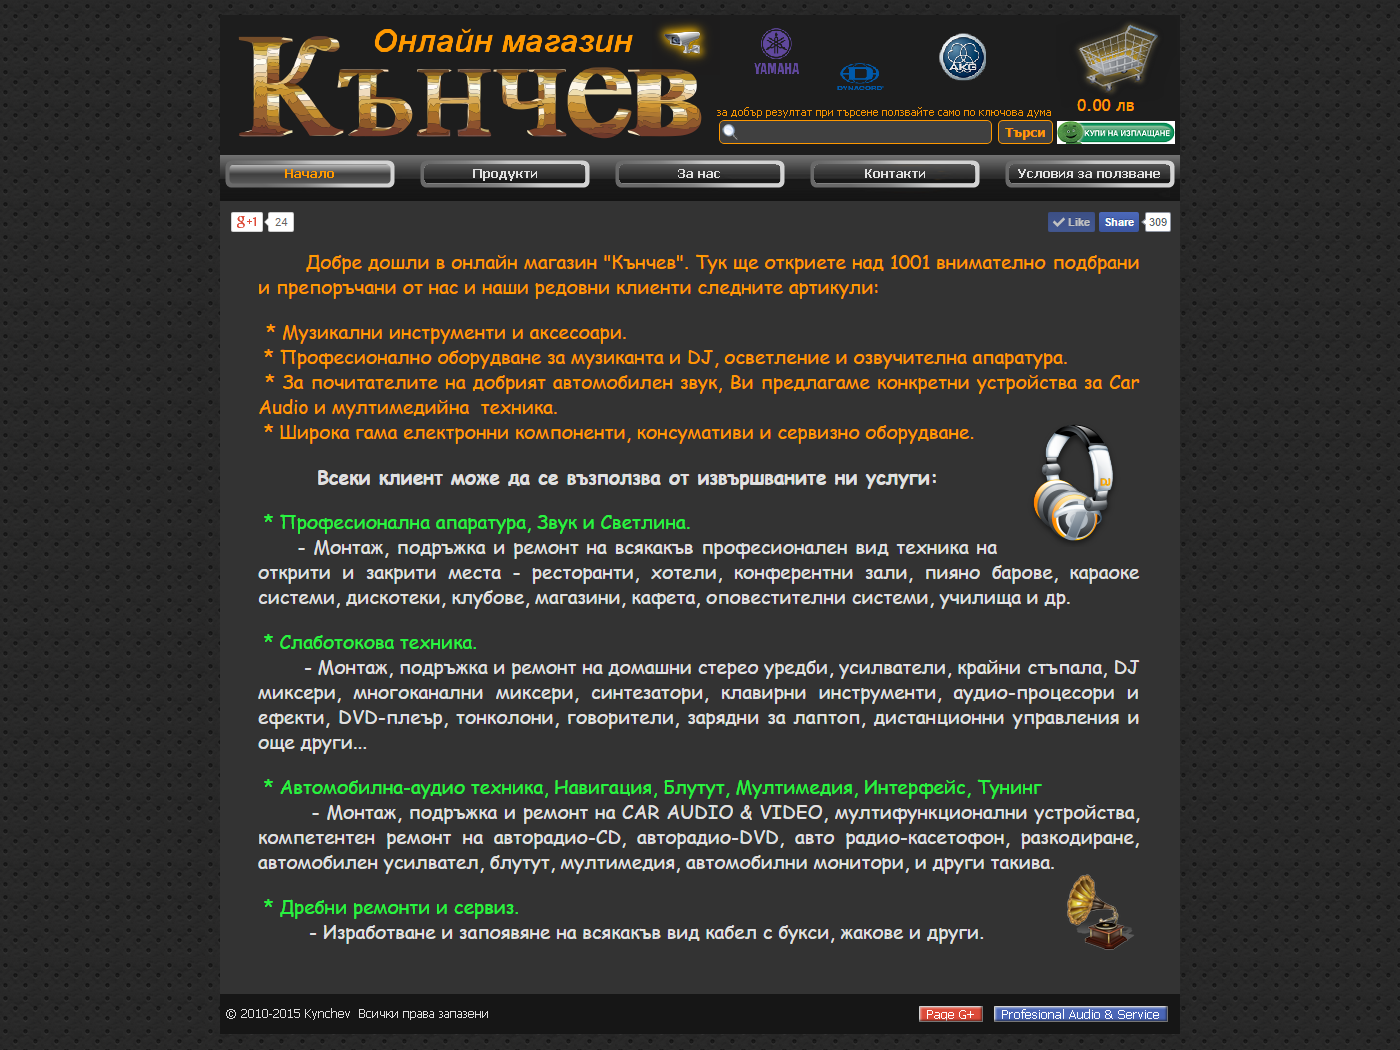 Онлайн магазин
Кънчев
YAMAHA
DYNACORD
AKG
0.00 лв
за добър резултат при търсене ползвайте само по ключова дума
Търси
КУПИ НА ИЗПЛАЩАНЕ
Начало
Продукти
За нас
Контакти
Условия за ползване
g+1 24
Like Share 309
Добре дошли в онлайн магазин "Кънчев". Тук ще откриете над 1001 внимателно подбрани
и препоръчани от нас и наши редовни клиенти следните артикули:
* Музикални инструменти и аксесоари.
* Професионално оборудване за музиканта и DJ, осветление и озвучителна апаратура.
* За почитателите на добрият автомобилен звук, Ви предлагаме конкретни устройства за Car
Audio и мултимедийна  техника.
* Широка гама електронни компоненти, консумативи и сервизно оборудване.
Всеки клиент може да се възползва от извършваните ни услуги:
* Професионална апаратура, Звук и Светлина.
- Монтаж, подръжка и ремонт на всякакъв професионален вид техника на
открити и закрити места - ресторанти, хотели, конферентни зали, пияно барове, караоке
системи, дискотеки, клубове, магазини, кафета, оповестителни системи, училища и др.
* Слаботокова техника.
- Монтаж, подръжка и ремонт на домашни стерео уредби, усилватели, крайни стъпала, DJ
миксери, многоканални миксери, синтезатори, клавирни инструменти, аудио-процесори и
ефекти, DVD-плеър, тонколони, говорители, зарядни за лаптоп, дистанционни управления и
още други...
* Автомобилна-аудио техника, Навигация, Блутут, Мултимедия, Интерфейс, Тунинг
- Монтаж, подръжка и ремонт на CAR AUDIO & VIDEO, мултифункционални устройства,
компетентен ремонт на авторадио-CD, авторадио-DVD, авто радио-касетофон, разкодиране,
автомобилен усилвател, блутут, мултимедия, автомобилни монитори, и други такива.
* Дребни ремонти и сервиз.
- Изработване и запоявяне на всякакъв вид кабел с букси, жакове и други.
DJ
© 2010-2015 Kynchev  Всички права запазени
Page G+
Profesional Audio & Service